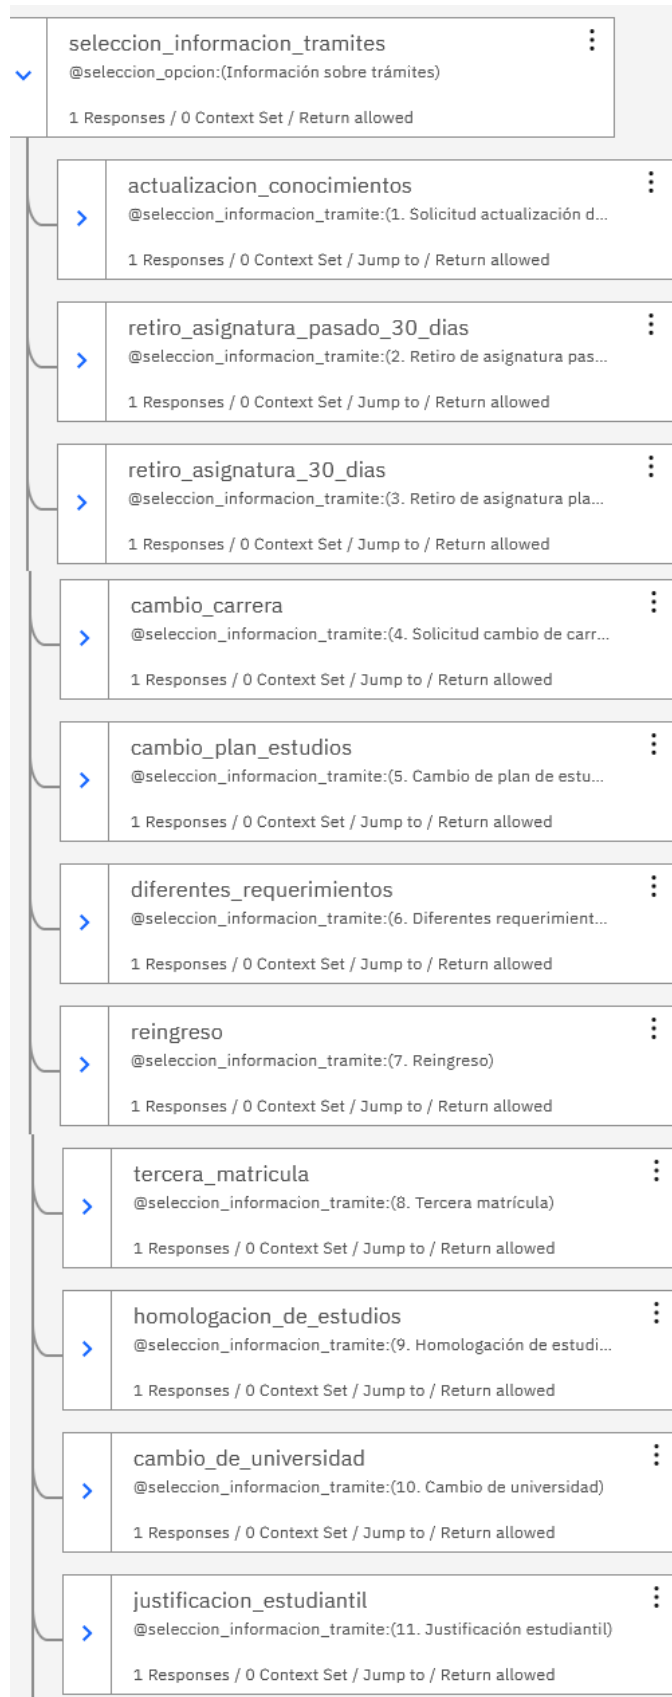 seleccion_informacion_tramites
@seleccion_opcion:(Información sobre trámites)
1 Responses / 0 Context Set / Return allowed
actualizacion_conocimientos
@seleccion_informacion_tramite:(1. Solicitud actualización d...
1 Responses / 0 Context Set / Jump to / Return allowed
retiro_asignatura_pasado_30_dias
@seleccion_informacion_tramite:(2. Retiro de asignatura pas...
1 Responses / 0 Context Set / Jump to / Return allowed
retiro_asignatura_30_dias
@seleccion_informacion_tramite:(3. Retiro de asignatura pla...
1 Responses / 0 Context Set / Jump to / Return allowed
cambio_carrera
@seleccion_informacion_tramite:(4. Solicitud cambio de carr...
1 Responses / 0 Context Set / Jump to / Return allowed
cambio_plan_estudios
@seleccion_informacion_tramite:(5. Cambio de plan de estu...
1 Responses / 0 Context Set / Jump to / Return allowed
diferentes_requerimientos
@seleccion_informacion_tramite:(6. Diferentes requerimient...
1 Responses / 0 Context Set / Jump to / Return allowed
reingreso
@seleccion_informacion_tramite:(7. Reingreso)
1 Responses / 0 Context Set / Jump to / Return allowed
tercera_matricula
@seleccion_informacion_tramite:(8. Tercera matrícula)
1 Responses / 0 Context Set / Jump to / Return allowed
homologacion_de_estudios
@seleccion_informacion_tramite:(9. Homologación de estudi...
1 Responses / 0 Context Set / Jump to / Return allowed
cambio_de_universidad
@seleccion_informacion_tramite:(10. Cambio de universidad)
1 Responses / 0 Context Set / Jump to / Return allowed
justificacion_estudiantil
@seleccion_informacion_tramite:(11. Justificación estudiantil)
1 Responses / 0 Context Set / Jump to / Return allowed